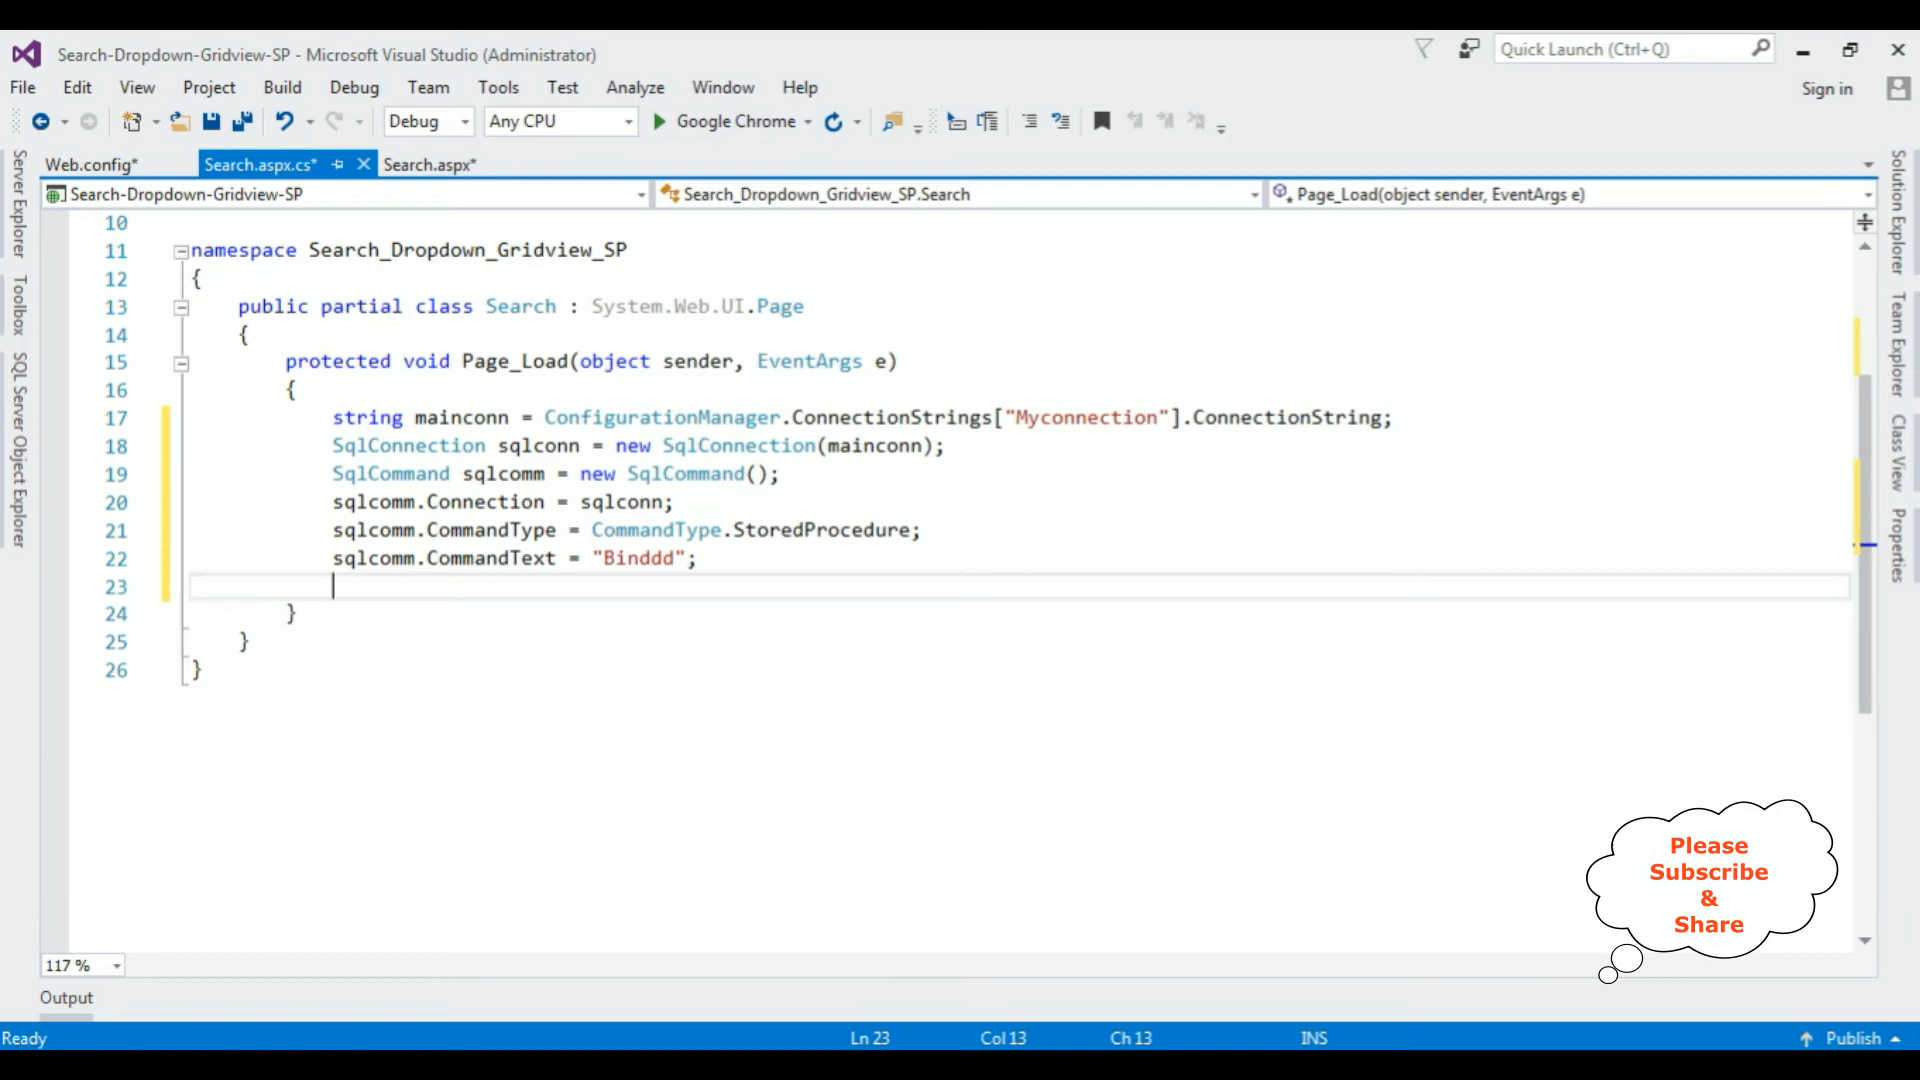 Search-Dropdown-Gridview-SP - Microsoft Visual Studio (Administrator)
Quick Launch (Ctrl+Q)
File Edit View Project Build Debug Team Tools Test Analyze Window Help
Sign in
Debug Any CPU Google Chrome
Web.config* Search.aspx.cs* Search.aspx*
Search-Dropdown-Gridview-SP Search_Dropdown_Gridview_SP.Search Page_Load(object sender, EventArgs e)
Server Explorer
Toolbox
SQL Server Object Explorer
10
11 namespace Search_Dropdown_Gridview_SP
12 {
13 public partial class Search : System.Web.UI.Page
14 {
15 protected void Page_Load(object sender, EventArgs e)
16 {
17 string mainconn = ConfigurationManager.ConnectionStrings["Myconnection"].ConnectionString;
18 SqlConnection sqlconn = new SqlConnection(mainconn);
19 SqlCommand sqlcomm = new SqlCommand();
20 sqlcomm.Connection = sqlconn;
21 sqlcomm.CommandType = CommandType.StoredProcedure;
22 sqlcomm.CommandText = "Binddd";
23
24 }
25 }
26 }
Solution Explorer
Team Explorer
Class View
Properties
Please
Subscribe
&
Share
117 %
Output
Ready Ln 23 Col 13 Ch 13 INS Publish